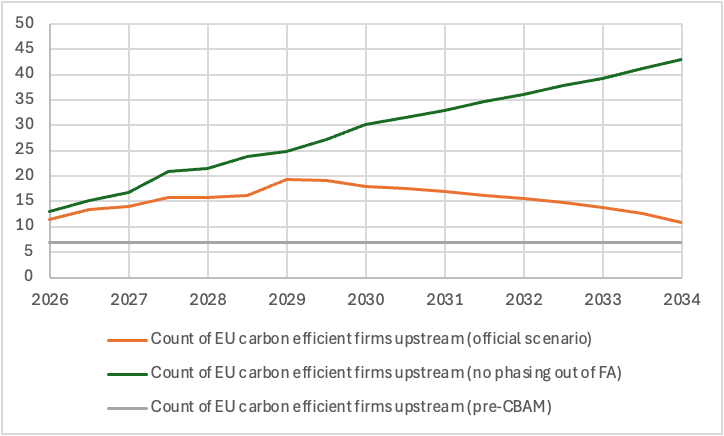 50
45
40
35
30
25
20
15
10
5
0
2026 2027 2028 2029 2030 2031 2032 2033 2034
Count of EU carbon efficient firms upstream (official scenario)
Count of EU carbon efficient firms upstream (no phasing out of FA)
Count of EU carbon efficient firms upstream (pre-CBAM)